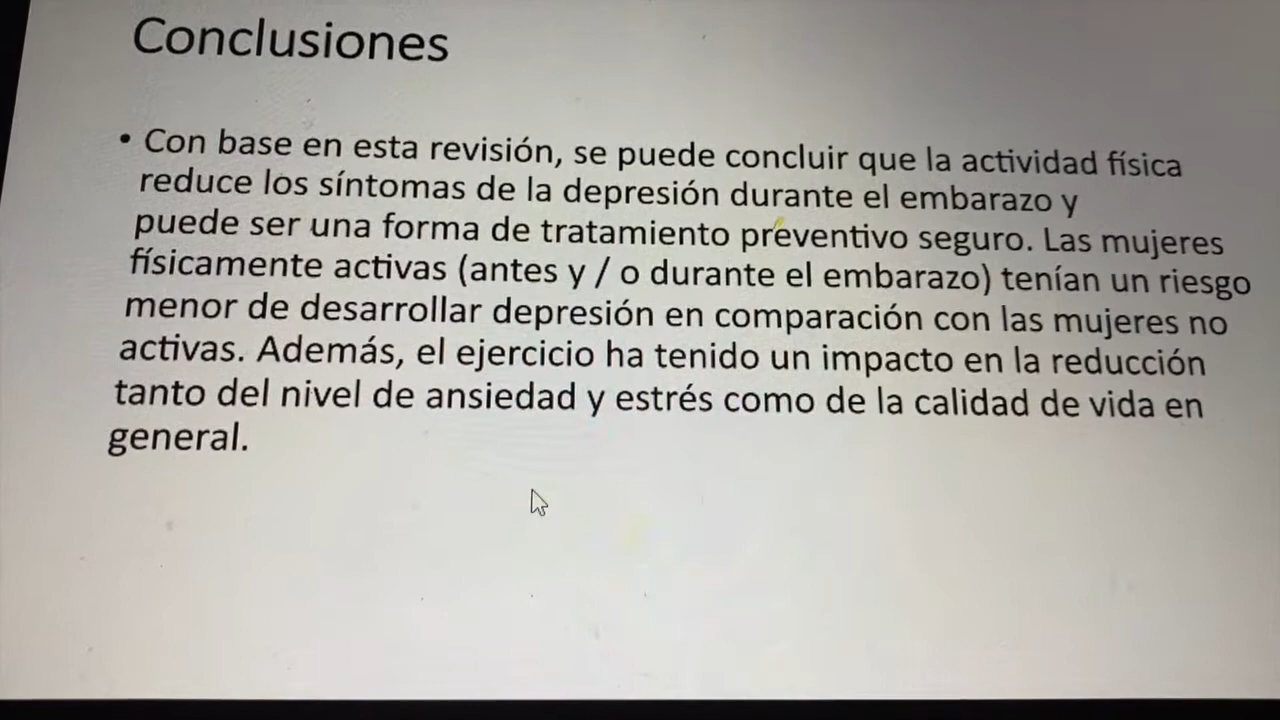 Conclusiones
• Con base en esta revisión, se puede concluir que la actividad física
reduce los síntomas de la depresión durante el embarazo y
puede ser una forma de tratamiento preventivo seguro. Las mujeres
físicamente activas (antes y / o durante el embarazo) tenían un riesgo
menor de desarrollar depresión en comparación con las mujeres no
activas. Además, el ejercicio ha tenido un impacto en la reducción
tanto del nivel de ansiedad y estrés como de la calidad de vida en
general.